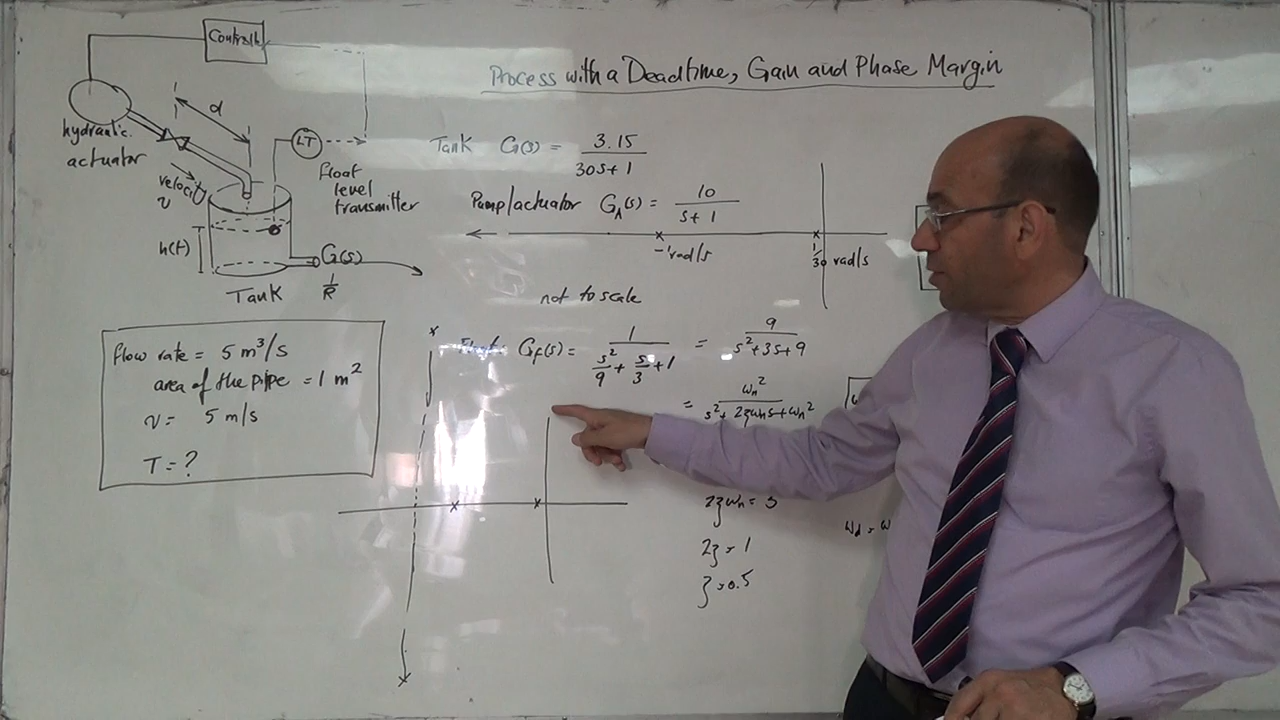 Process with a Deadtime, Gain and Phase Margin
d
hydraulic
actuator
LT
float
level
transmitter
velocity
v
h(t)
G(s)
1/R
Tank
flow rate = 5 m³/s
area of the pipe = 1 m²
v = 5 m/s
T = ?
Tank G(s) = 3.15/(30s+1)
Pump/actuator G_A(s) = 10/(s+1)
-1 rad/s
1/30 rad/s
not to scale
G_f(s) = 1/(s²/9 + s/3 + 1) = 9/(s²+3s+9)
= ωn²/(s²+2ζωns+ωn²)
2ζωn = 3
2ζ = 1
ζ = 0.5
ωd = ω